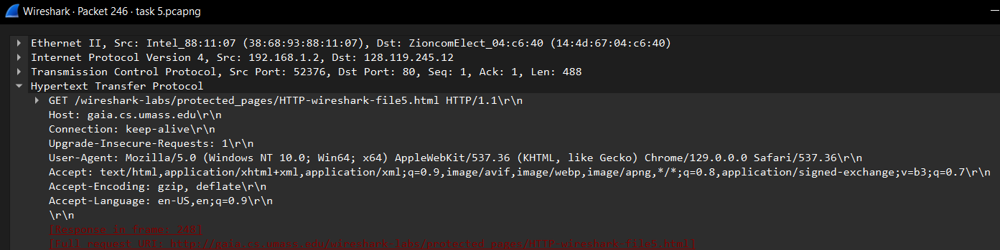 Wireshark · Packet 246 · task 5.pcapng
Ethernet II, Src: Intel_88:11:07 (38:68:93:88:11:07), Dst: ZioncomElect_04:c6:40 (14:4d:67:04:c6:40)
Internet Protocol Version 4, Src: 192.168.1.2, Dst: 128.119.245.12
Transmission Control Protocol, Src Port: 52376, Dst Port: 80, Seq: 1, Ack: 1, Len: 488
Hypertext Transfer Protocol
GET /wireshark-labs/protected_pages/HTTP-wireshark-file5.html HTTP/1.1\r\n
Host: gaia.cs.umass.edu\r\n
Connection: keep-alive\r\n
Upgrade-Insecure-Requests: 1\r\n
User-Agent: Mozilla/5.0 (Windows NT 10.0; Win64; x64) AppleWebKit/537.36 (KHTML, like Gecko) Chrome/129.0.0.0 Safari/537.36\r\n
Accept: text/html,application/xhtml+xml,application/xml;q=0.9,image/avif,image/webp,image/apng,*/*;q=0.8,application/signed-exchange;v=b3;q=0.7\r\n
Accept-Encoding: gzip, deflate\r\n
Accept-Language: en-US,en;q=0.9\r\n
\r\n
[Response in frame: 248]
[Full request URL: http://gaia.cs.umass.edu/wireshark-labs/protected_pages/HTTP-wireshark-file5.html]